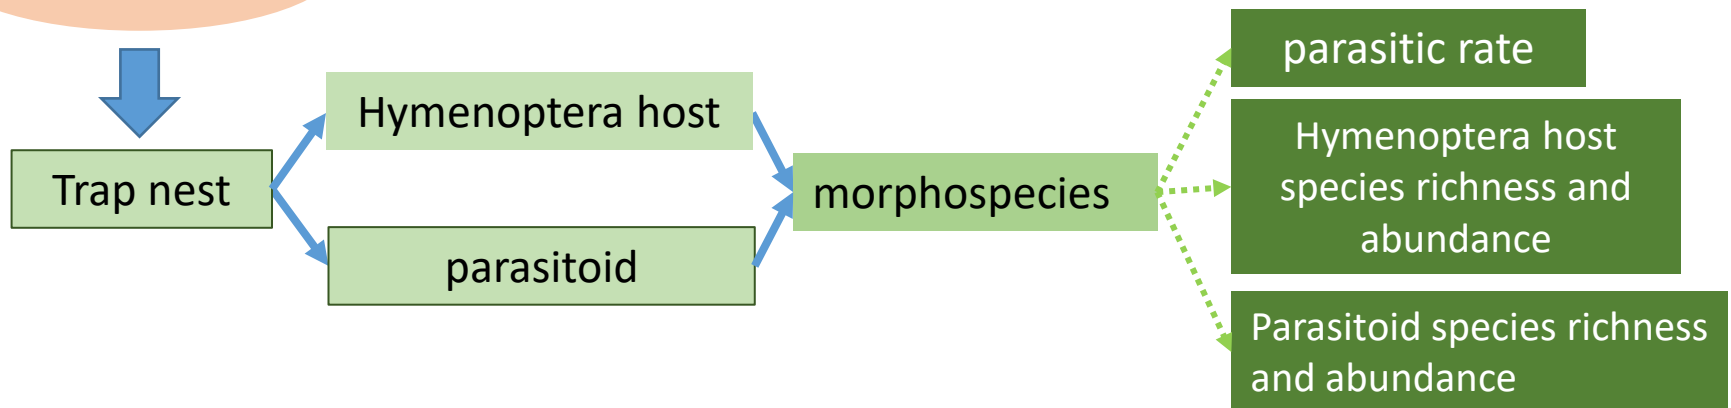 Trap nest
Hymenoptera host
parasitoid
morphospecies
parasitic rate
Hymenoptera host
species richness and
abundance
Parasitoid species richness
and abundance